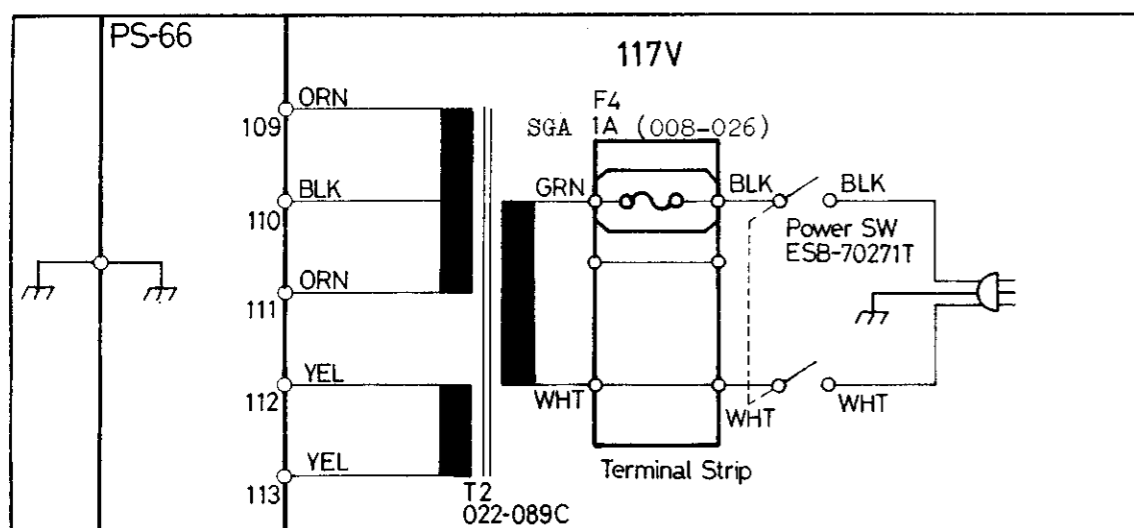 PS-66
117V
ORN
109
F4
SGA 1A (008-026)
BLK
110
GRN
BLK
BLK
Power SW
ESB-70271T
ORN
111
YEL
112
WHT
WHT
WHT
YEL
113
Terminal Strip
T2
022-089C